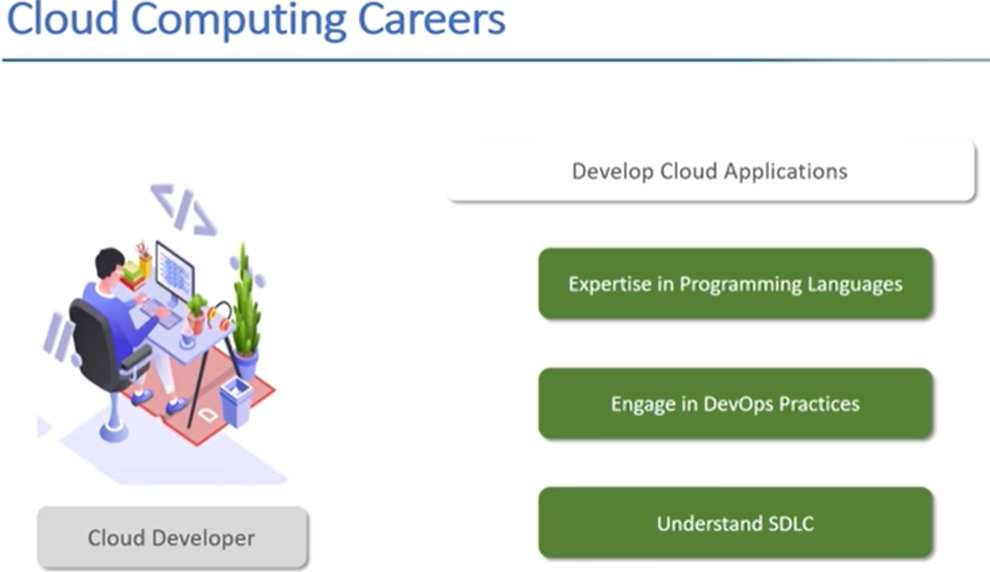 Cloud Computing Careers
Develop Cloud Applications
Expertise in Programming Languages
Engage in DevOps Practices
Understand SDLC
Cloud Developer